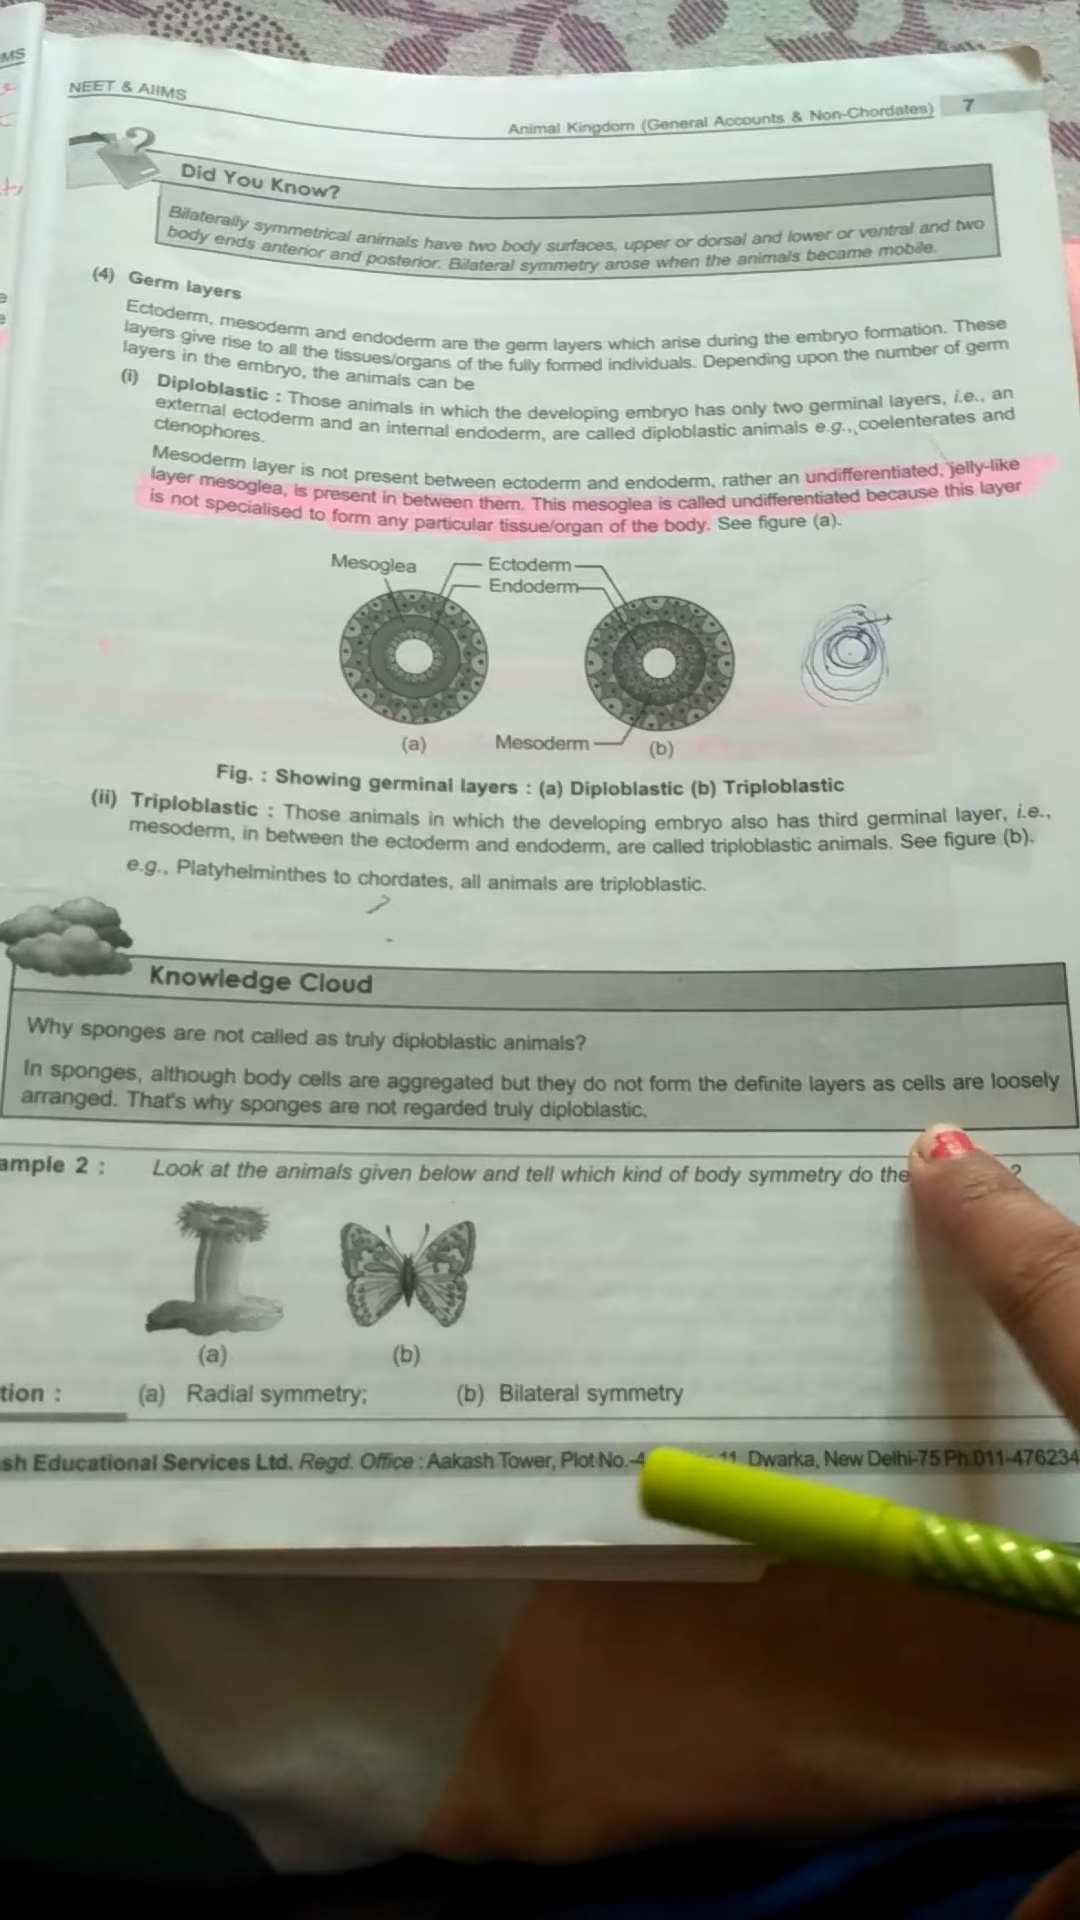 MS
NEET & AIIMS
Animal Kingdom (General Accounts & Non-Chordates) 7
Did You Know?
Bilaterally symmetrical animals have two body surfaces, upper or dorsal and lower or ventral and two
body ends anterior and posterior. Bilateral symmetry arose when the animals became mobile.
(4) Germ layers
Ectoderm, mesoderm and endoderm are the germ layers which arise during the embryo formation. These
layers give rise to all the tissues/organs of the fully formed individuals. Depending upon the number of germ
layers in the embryo, the animals can be
(i) Diploblastic : Those animals in which the developing embryo has only two germinal layers, i.e., an
external ectoderm and an internal endoderm, are called diploblastic animals e.g., coelenterates and
ctenophores.
Mesoderm layer is not present between ectoderm and endoderm, rather an undifferentiated, jelly-like
layer mesoglea, is present in between them. This mesoglea is called undifferentiated because this layer
is not specialised to form any particular tissue/organ of the body. See figure (a).
Mesoglea Ectoderm
Endoderm
Mesoderm
(a) (b)
Fig. : Showing germinal layers : (a) Diploblastic (b) Triploblastic
(ii) Triploblastic : Those animals in which the developing embryo also has third germinal layer, i.e.,
mesoderm, in between the ectoderm and endoderm, are called triploblastic animals. See figure (b).
e.g., Platyhelminthes to chordates, all animals are triploblastic.
Knowledge Cloud
Why sponges are not called as truly diploblastic animals?
In sponges, although body cells are aggregated but they do not form the definite layers as cells are loosely
arranged. That's why sponges are not regarded truly diploblastic.
ample 2 : Look at the animals given below and tell which kind of body symmetry do the ?
(a) (b)
tion : (a) Radial symmetry; (b) Bilateral symmetry
sh Educational Services Ltd. Regd. Office : Aakash Tower, Plot No.-4 11, Dwarka, New Delhi-75 Ph.011-476234